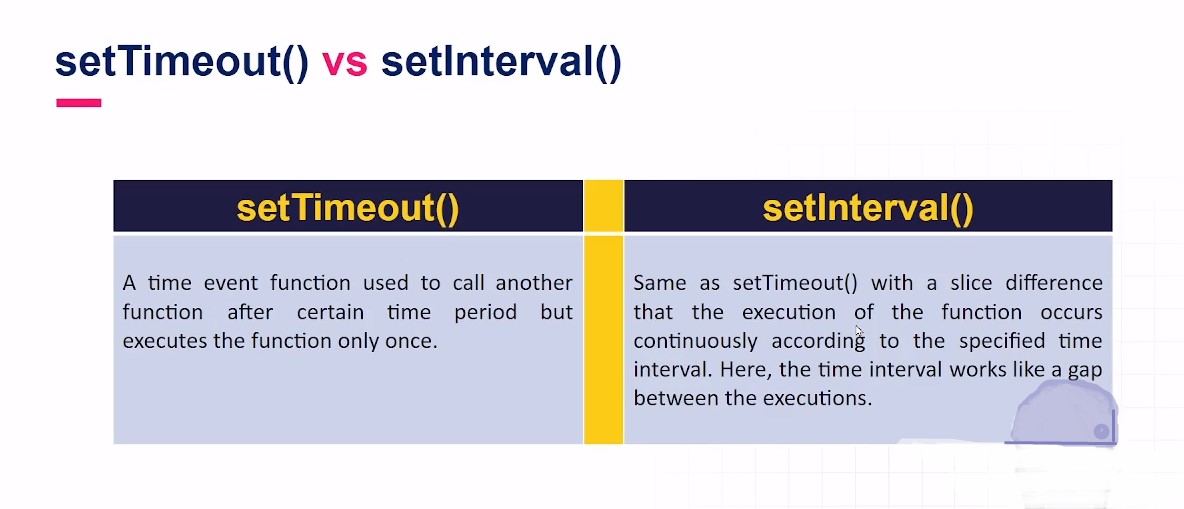 setTimeout() vs setInterval()
setTimeout()
A time event function used to call another
function after certain time period but
executes the function only once.
setInterval()
Same as setTimeout() with a slice difference
that the execution of the function occurs
continuously according to the specified time
interval. Here, the time interval works like a gap
between the executions.